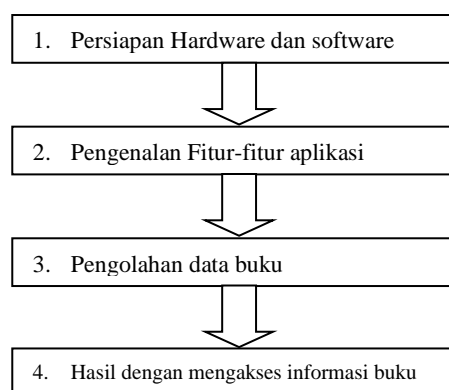 1. Persiapan Hardware dan software
2. Pengenalan Fitur-fitur aplikasi
3. Pengolahan data buku
4. Hasil dengan mengakses informasi buku